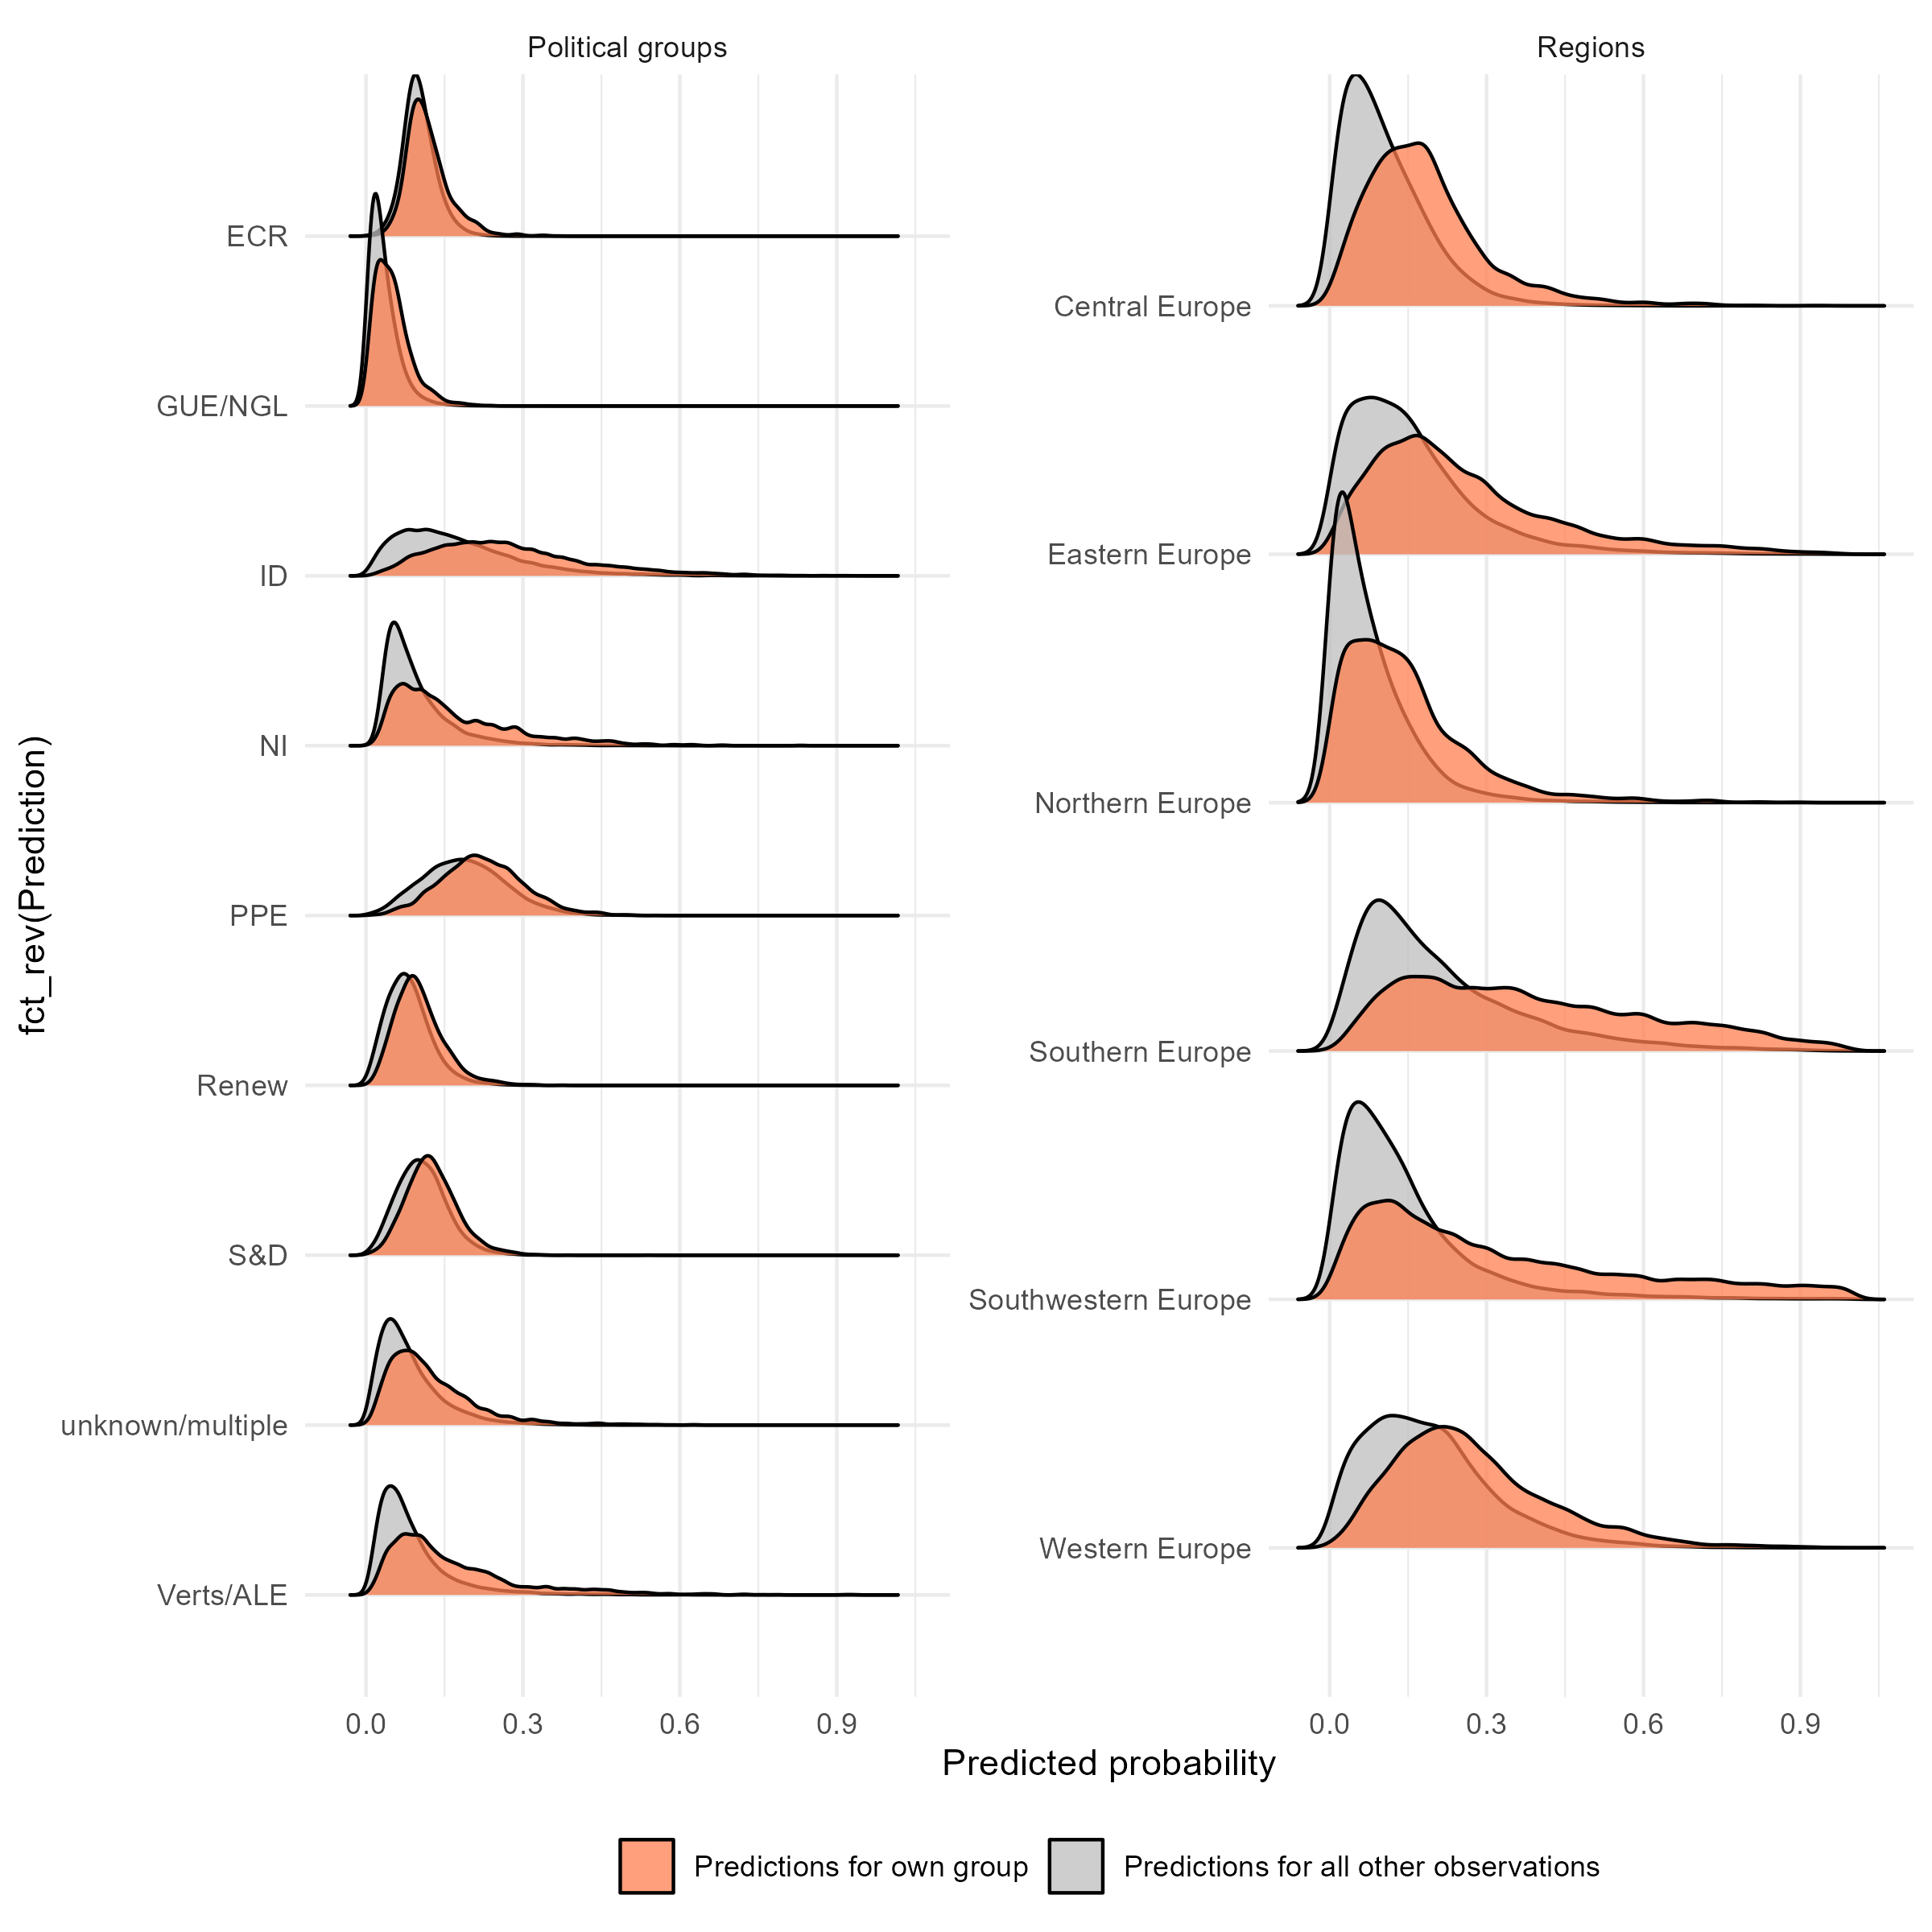 Political groups
Regions
ECR
GUE/NGL
ID
NI
PPE
Renew
S&D
unknown/multiple
Verts/ALE
Central Europe
Eastern Europe
Northern Europe
Southern Europe
Southwestern Europe
Western Europe
fct_rev(Prediction)
0.0 0.3 0.6 0.9
0.0 0.3 0.6 0.9
Predicted probability
Predictions for own group
Predictions for all other observations